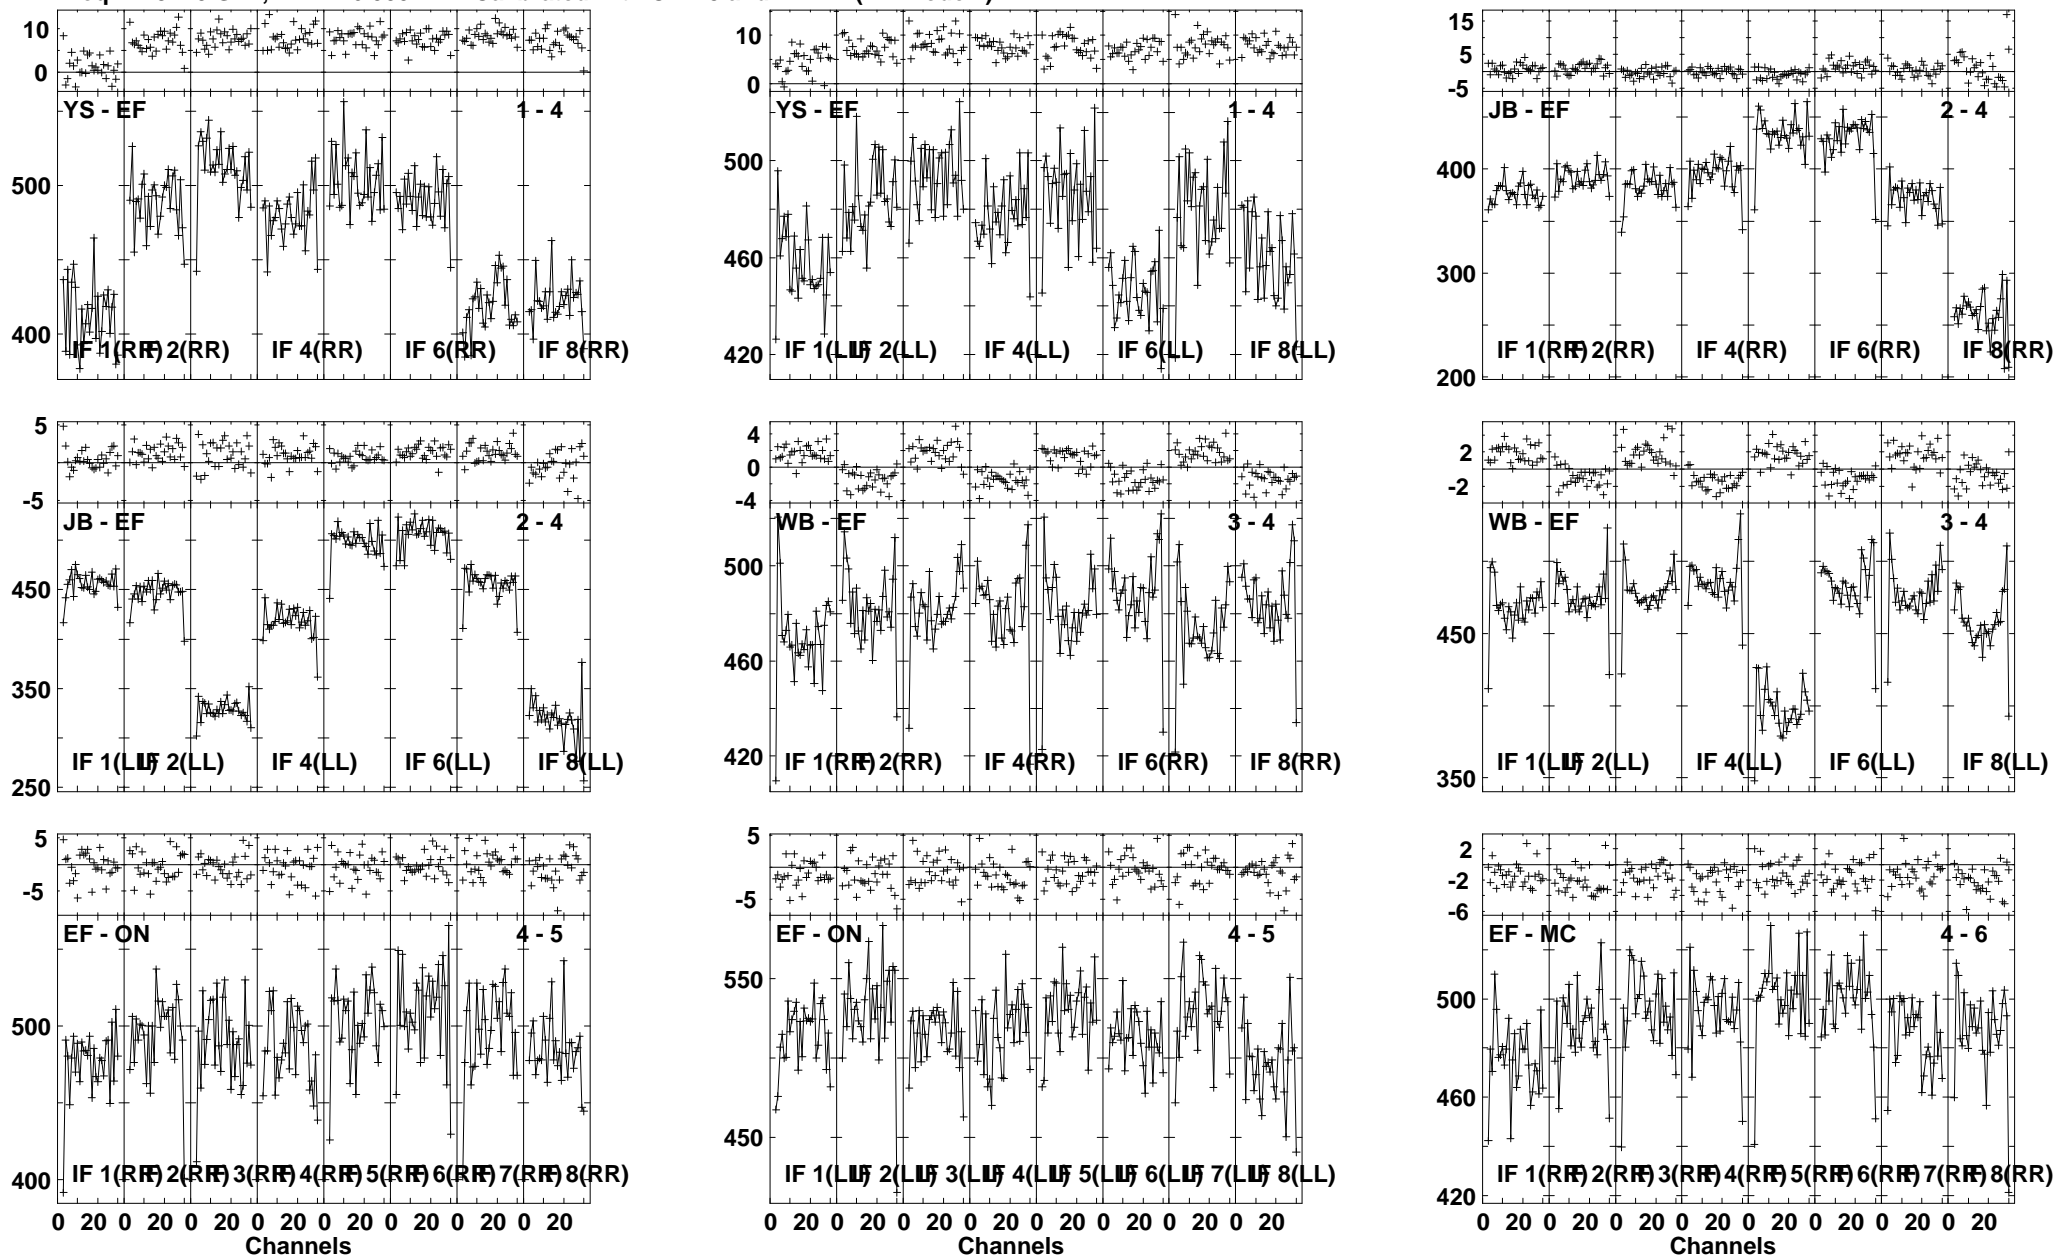 10
0
10
0
15
5
-5
YS - EF 1 - 4
YS - EF 1 - 4
JB - EF 2 - 4
500
400
500
460
420
400
300
200
IF 1(RR) IF 2(RR) IF 4(RR) IF 6(RR) IF 8(RR)
IF 1(LL) IF 2(LL) IF 4(LL) IF 6(LL) IF 8(LL)
IF 1(RR) IF 2(RR) IF 4(RR) IF 6(RR) IF 8(RR)
5
0
-5
4
0
-4
2
-2
JB - EF 2 - 4
WB - EF 3 - 4
WB - EF 3 - 4
450
350
250
500
460
420
450
350
IF 1(LL) IF 2(LL) IF 4(LL) IF 6(LL) IF 8(LL)
IF 1(RR) IF 2(RR) IF 4(RR) IF 6(RR) IF 8(RR)
IF 1(LL) IF 2(LL) IF 4(LL) IF 6(LL) IF 8(LL)
5
-5
5
-5
2
-2
-6
EF - ON 4 - 5
EF - ON 4 - 5
EF - MC 4 - 6
500
400
550
450
500
460
420
IF 1(RR) IF 2(RR) IF 3(RR) IF 4(RR) IF 5(RR) IF 6(RR) IF 7(RR) IF 8(RR)
IF 1(LL) IF 2(LL) IF 3(LL) IF 4(LL) IF 5(LL) IF 6(LL) IF 7(LL) IF 8(LL)
IF 1(RR) IF 2(RR) IF 3(RR) IF 4(RR) IF 5(RR) IF 6(RR) IF 7(RR) IF 8(RR)
0 20 0 20 0 20 0 20 0 20 0 20 0 20 0 20
0 20 0 20 0 20 0 20 0 20 0 20 0 20 0 20
0 20 0 20 0 20 0 20 0 20 0 20 0 20 0 20
Channels
Channels
Channels